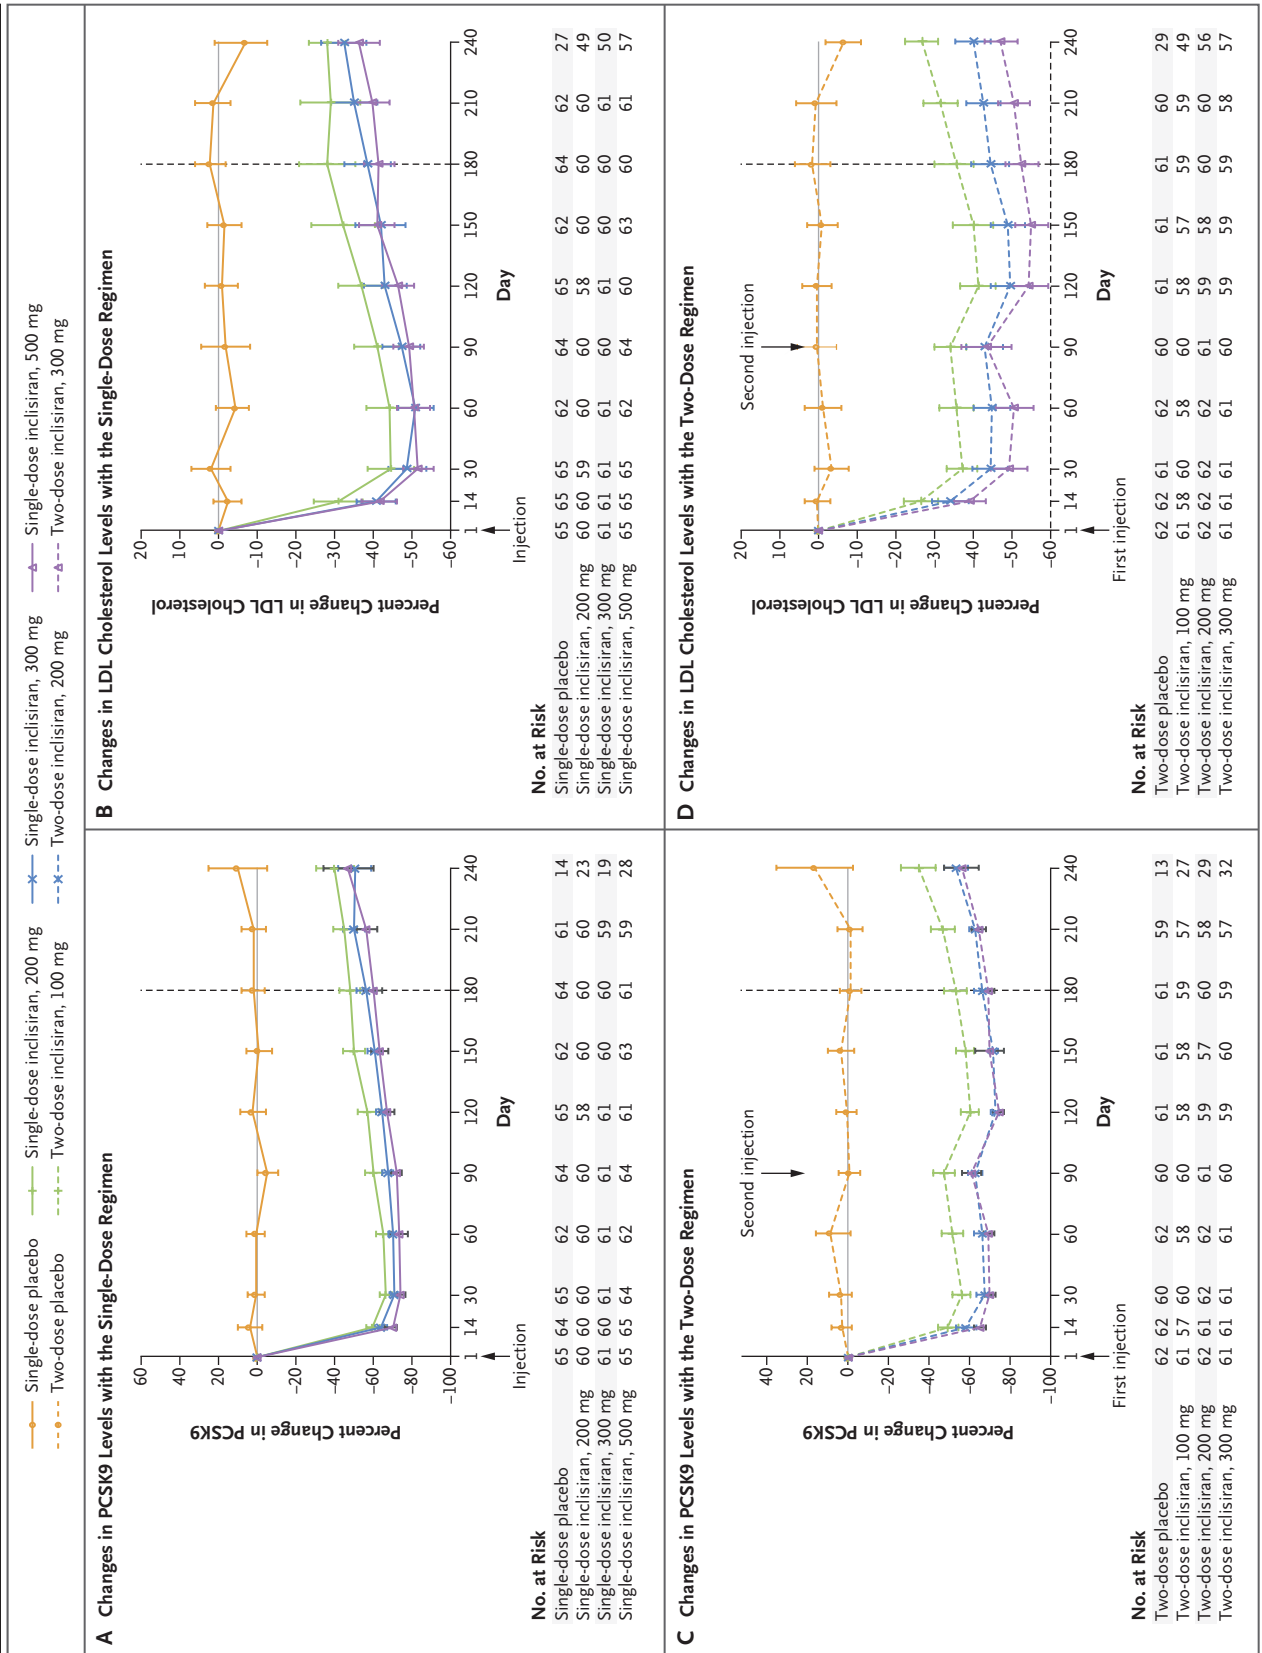 Single-dose placebo
Single-dose inclisiran, 200 mg
Single-dose inclisiran, 300 mg
Single-dose inclisiran, 500 mg
Two-dose placebo
Two-dose inclisiran, 100 mg
Two-dose inclisiran, 200 mg
Two-dose inclisiran, 300 mg
A Changes in PCSK9 Levels with the Single-Dose Regimen
Percent Change in PCSK9
60
40
20
0
−20
−40
−60
−80
−100
1 14 30 60 90 120 150 180 210 240
Injection
Day
No. at Risk
Single-dose placebo 65 64 65 62 64 65 62 64 61 14
Single-dose inclisiran, 200 mg 60 60 60 60 60 58 60 60 60 23
Single-dose inclisiran, 300 mg 61 60 61 61 61 61 60 60 59 19
Single-dose inclisiran, 500 mg 65 65 64 62 64 61 63 61 59 28
B Changes in LDL Cholesterol Levels with the Single-Dose Regimen
Percent Change in LDL Cholesterol
20
10
0
−10
−20
−30
−40
−50
−60
1 14 30 60 90 120 150 180 210 240
Injection
Day
No. at Risk
Single-dose placebo 65 65 65 62 64 65 62 64 62 27
Single-dose inclisiran, 200 mg 60 60 59 60 60 58 60 60 60 49
Single-dose inclisiran, 300 mg 61 60 61 61 61 61 60 60 61 50
Single-dose inclisiran, 500 mg 65 65 65 62 64 60 63 60 61 57
C Changes in PCSK9 Levels with the Two-Dose Regimen
Percent Change in PCSK9
Second injection
40
20
0
−20
−40
−60
−80
−100
1 14 30 60 90 120 150 180 210 240
First injection
Day
No. at Risk
Two-dose placebo 62 62 60 62 60 61 61 61 59 13
Two-dose inclisiran, 100 mg 61 57 60 58 60 58 58 59 57 27
Two-dose inclisiran, 200 mg 62 61 62 62 61 59 57 60 58 29
Two-dose inclisiran, 300 mg 61 61 61 61 60 59 60 59 57 32
D Changes in LDL Cholesterol Levels with the Two-Dose Regimen
Percent Change in LDL Cholesterol
Second injection
20
10
0
−10
−20
−30
−40
−50
−60
1 14 30 60 90 120 150 180 210 240
First injection
Day
No. at Risk
Two-dose placebo 62 62 61 62 60 61 61 61 60 29
Two-dose inclisiran, 100 mg 61 58 60 58 60 58 57 59 59 49
Two-dose inclisiran, 200 mg 62 62 62 62 61 59 58 60 60 56
Two-dose inclisiran, 300 mg 61 61 61 61 60 59 59 59 58 57